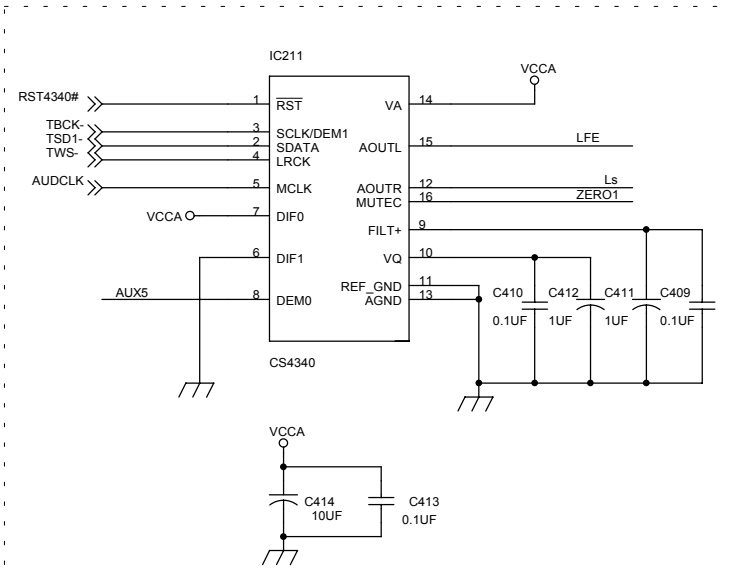 IC211
VCCA
RST4340# 1 RST VA 14
TBCK- 3 SCLK/DEM1
TSD1- 2 SDATA AOUTL 15 LFE
TWS- 4 LRCK
AUDCLK 5 MCLK AOUTR 12 Ls
MUTEC 16 ZERO1
VCCA 7 DIF0
FILT+ 9
6 DIF1 VQ 10
REF_GND 11
AUX5 8 DEM0 AGND 13
C410 C412 C411 C409
0.1UF 1UF 1UF 0.1UF
CS4340
VCCA
C414 C413
10UF 0.1UF